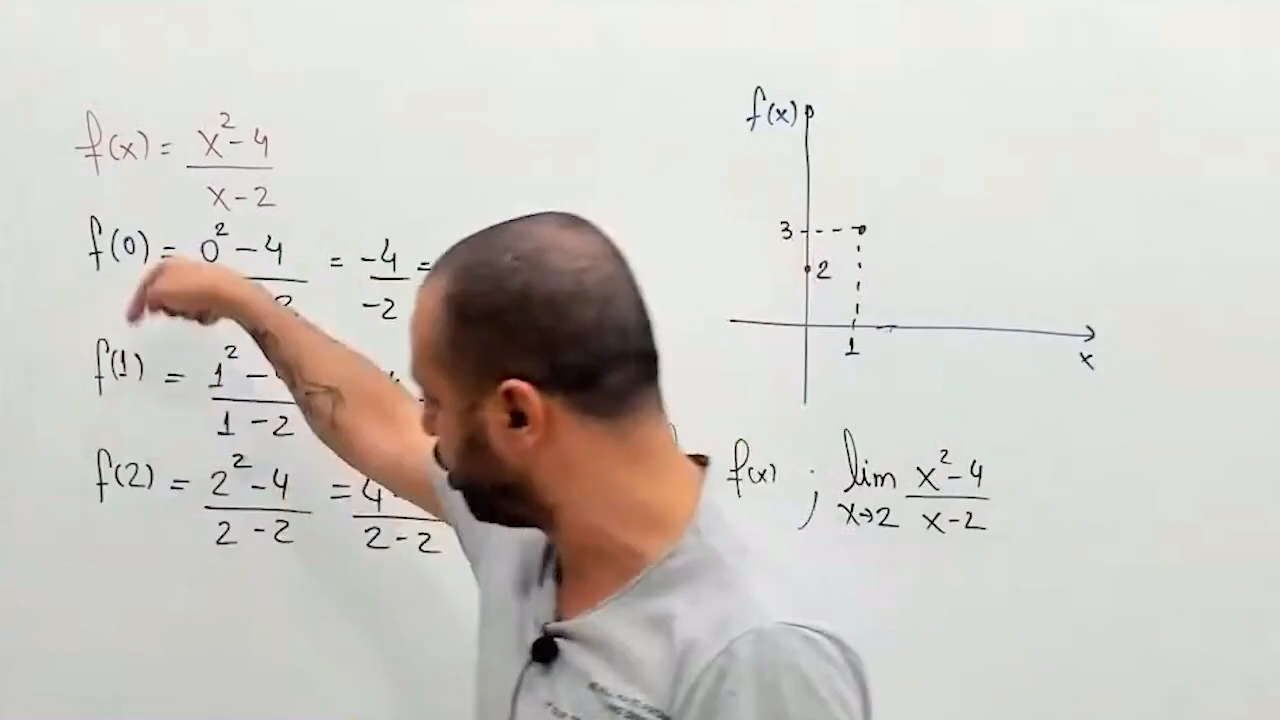 f(x) = x² - 4 / x - 2
f(0) = 0² - 4 = -4 / -2 =
f(1) = 1² - / 1 - 2
f(2) = 2² - 4 / 2 - 2 = 4 - / 2 - 2
f(x)
3
2
1
x
f(x) ; lim x→2 x² - 4 / x - 2